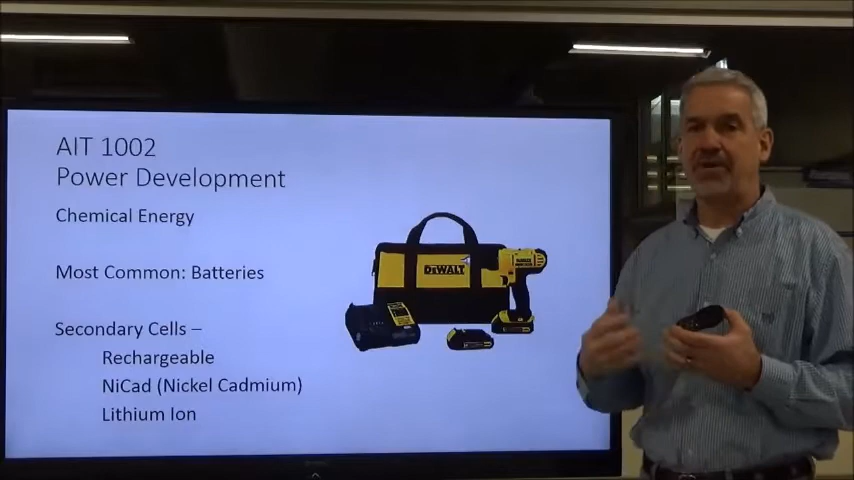 AIT 1002
Power Development
Chemical Energy
Most Common: Batteries
Secondary Cells –
Rechargeable
NiCad (Nickel Cadmium)
Lithium Ion
DEWALT